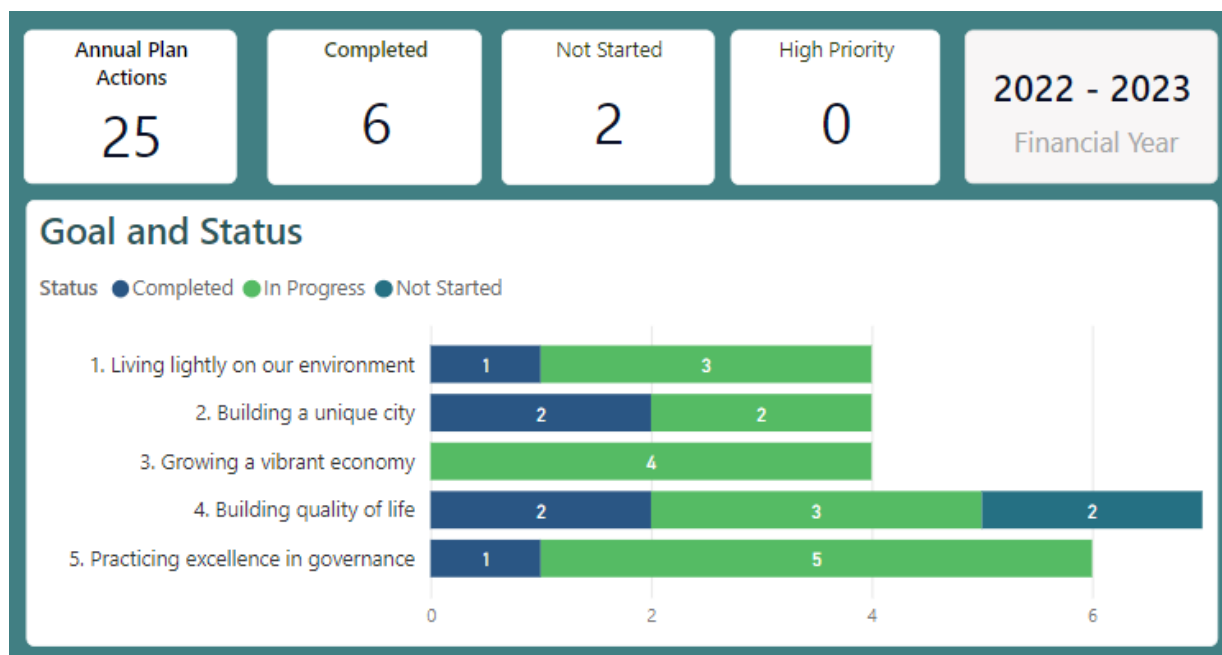 Annual Plan
Actions
25
Completed
6
Not Started
2
High Priority
0
2022 - 2023
Financial Year
Goal and Status
Status Completed In Progress Not Started
1. Living lightly on our environment 1 3
2. Building a unique city 2 2
3. Growing a vibrant economy 4
4. Building quality of life 2 3 2
5. Practicing excellence in governance 1 5
0 2 4 6